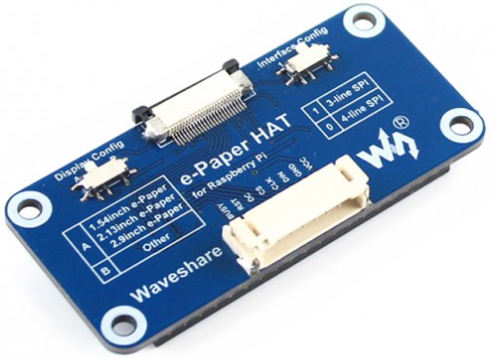 Interface Config
1 3-line SPI
0 4-line SPI
Display Config
e-Paper HAT
for Raspberry Pi
A 1.54inch e-Paper
2.13inch e-Paper
2.9inch e-Paper
B Other
BUSY RST DC CS CLK DIN GND VCC
Waveshare
®